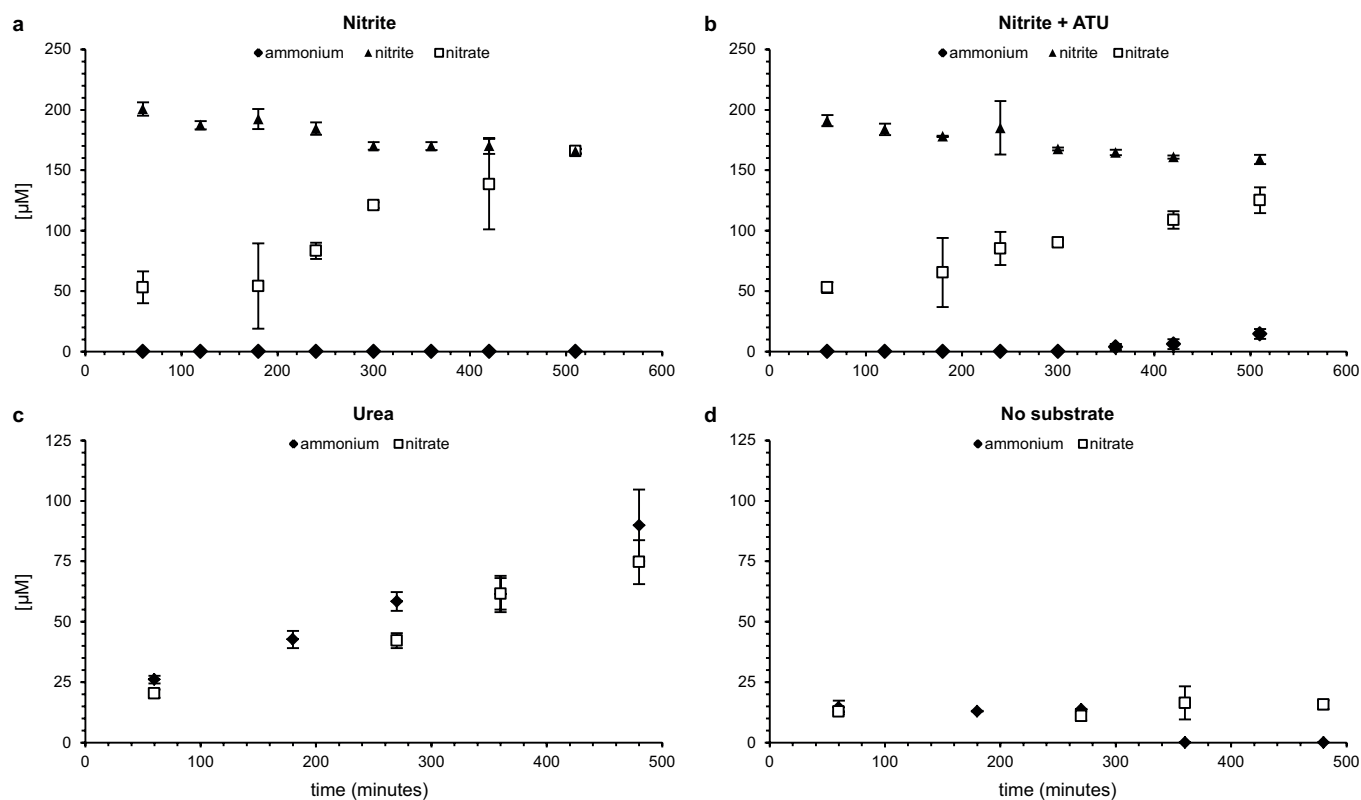 a Nitrite
ammonium nitrite nitrate
250
200
150
100
50
0
[µM]
0 100 200 300 400 500 600
b Nitrite + ATU
ammonium nitrite nitrate
250
200
150
100
50
0
0 100 200 300 400 500 600
c Urea
ammonium nitrate
125
100
75
50
25
0
[µM]
0 100 200 300 400 500
time (minutes)
d No substrate
ammonium nitrate
125
100
75
50
25
0
0 100 200 300 400 500
time (minutes)